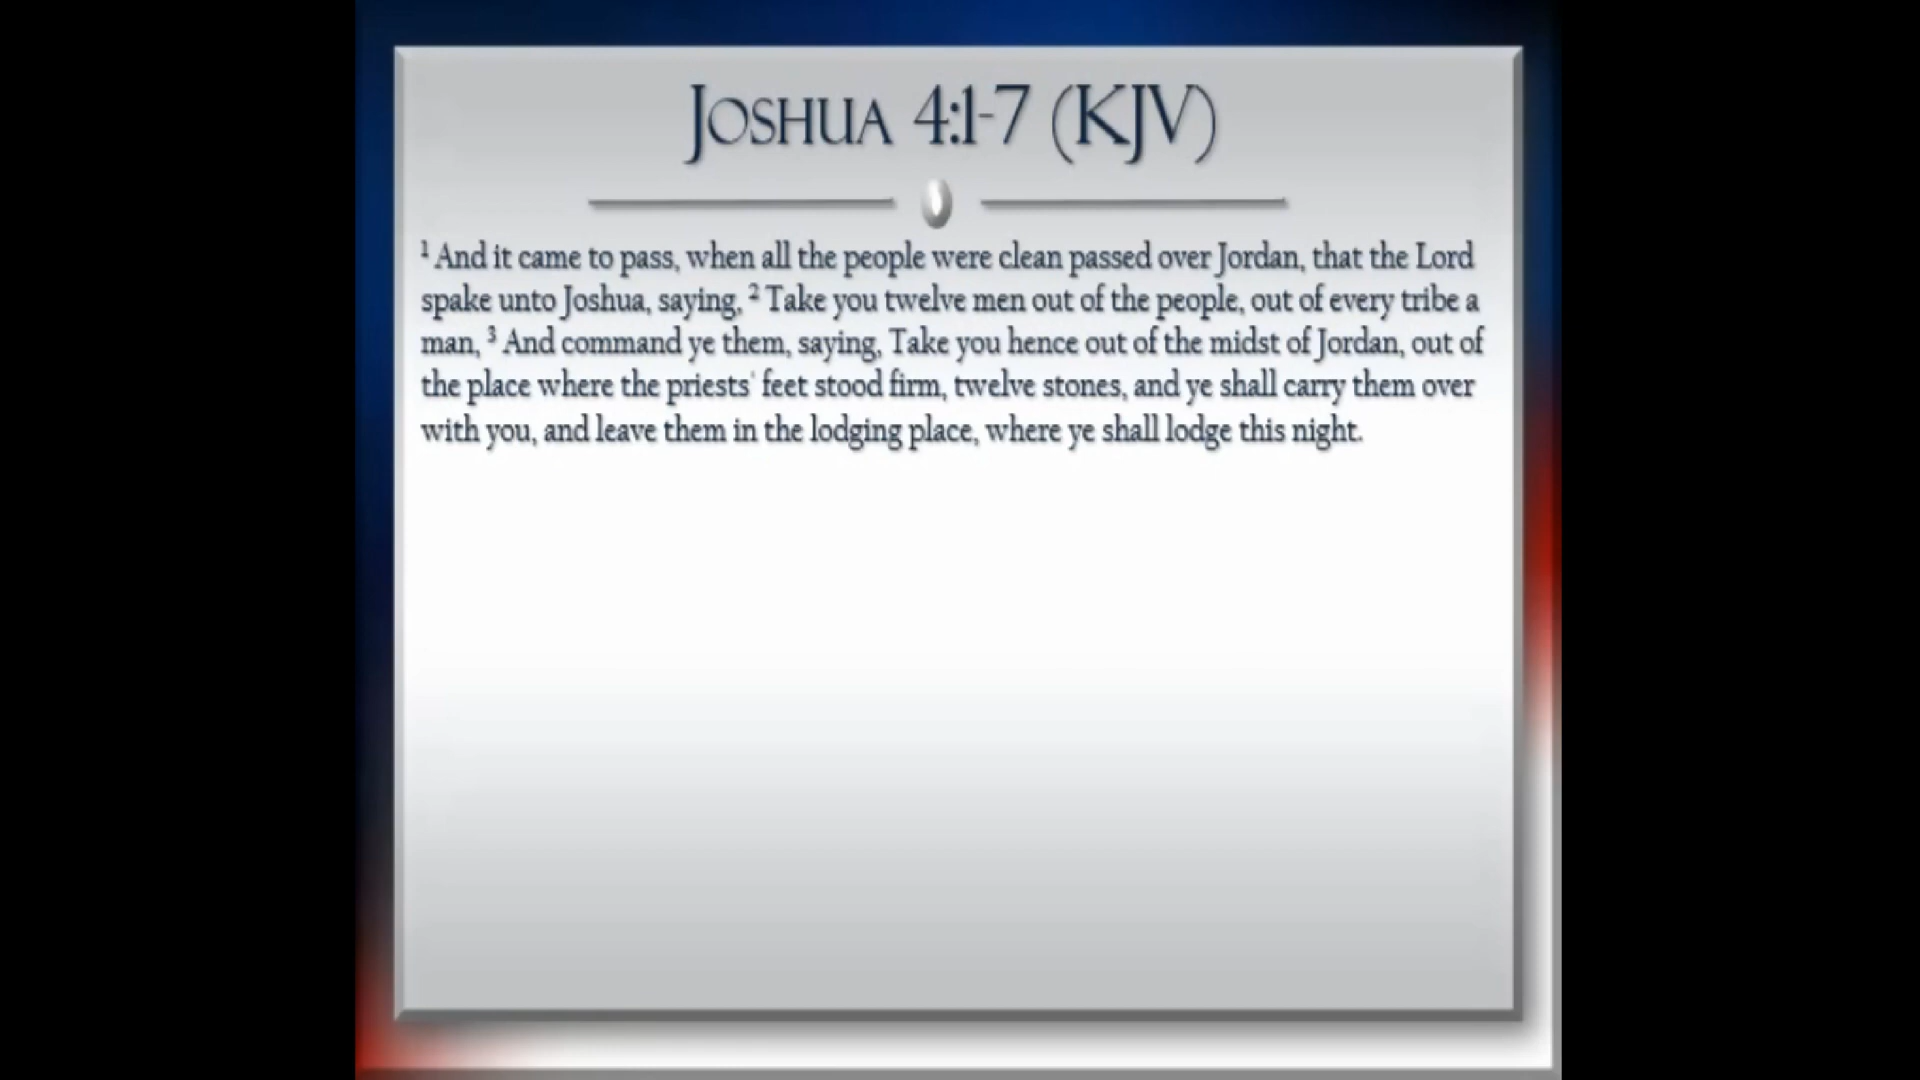 Joshua 4:1-7 (KJV)
1 And it came to pass, when all the people were clean passed over Jordan, that the Lord
spake unto Joshua, saying, 2 Take you twelve men out of the people, out of every tribe a
man, 3 And command ye them, saying, Take you hence out of the midst of Jordan, out of
the place where the priests' feet stood firm, twelve stones, and ye shall carry them over
with you, and leave them in the lodging place, where ye shall lodge this night.